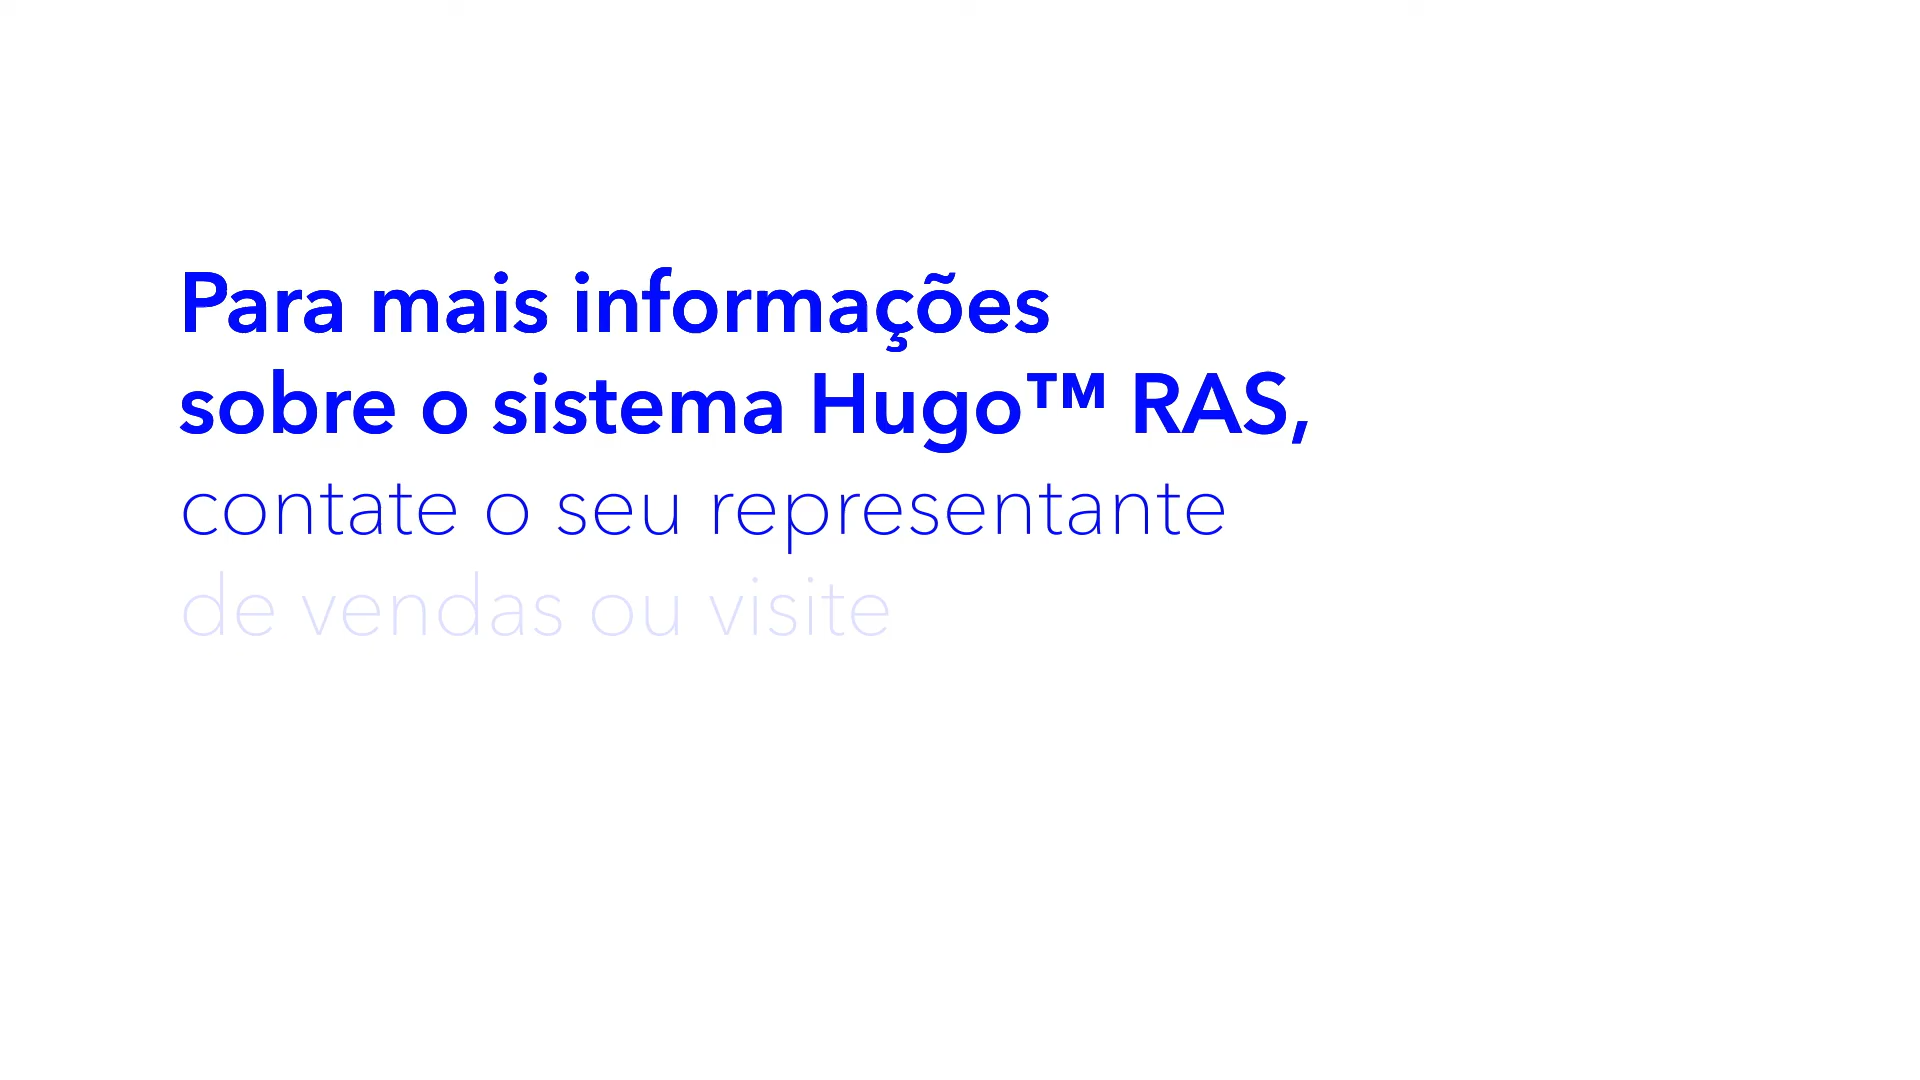 Para mais informações
sobre o sistema Hugo™ RAS,
contate o seu representante
de vendas ou visite